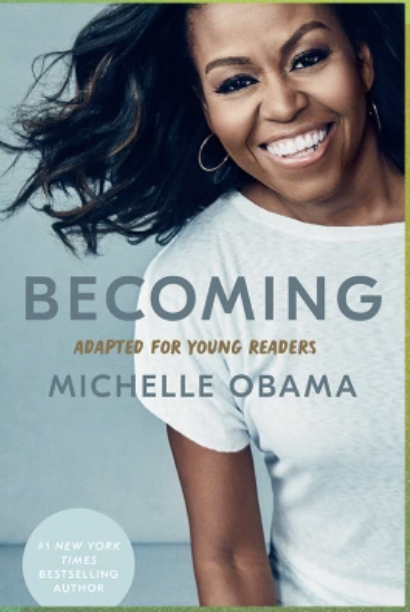 BECOMING
ADAPTED FOR YOUNG READERS
MICHELLE OBAMA
#1 NEW YORK
TIMES
BESTSELLING
AUTHOR